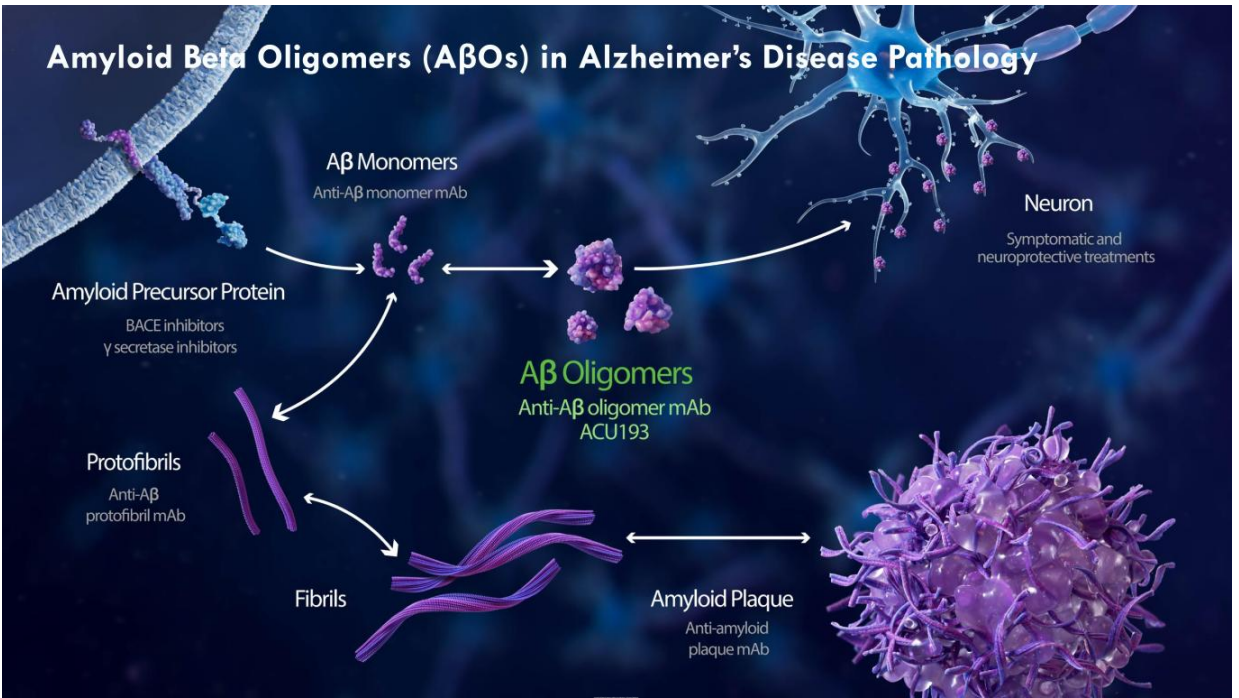 Amyloid Beta Oligomers (AβOs) in Alzheimer's Disease Pathology
Aβ Monomers
Anti-Aβ monomer mAb
Amyloid Precursor Protein
BACE inhibitors
γ secretase inhibitors
Neuron
Symptomatic and
neuroprotective treatments
Aβ Oligomers
Anti-Aβ oligomer mAb
ACU193
Protofibrils
Anti-Aβ
protofibril mAb
Fibrils
Amyloid Plaque
Anti-amyloid
plaque mAb